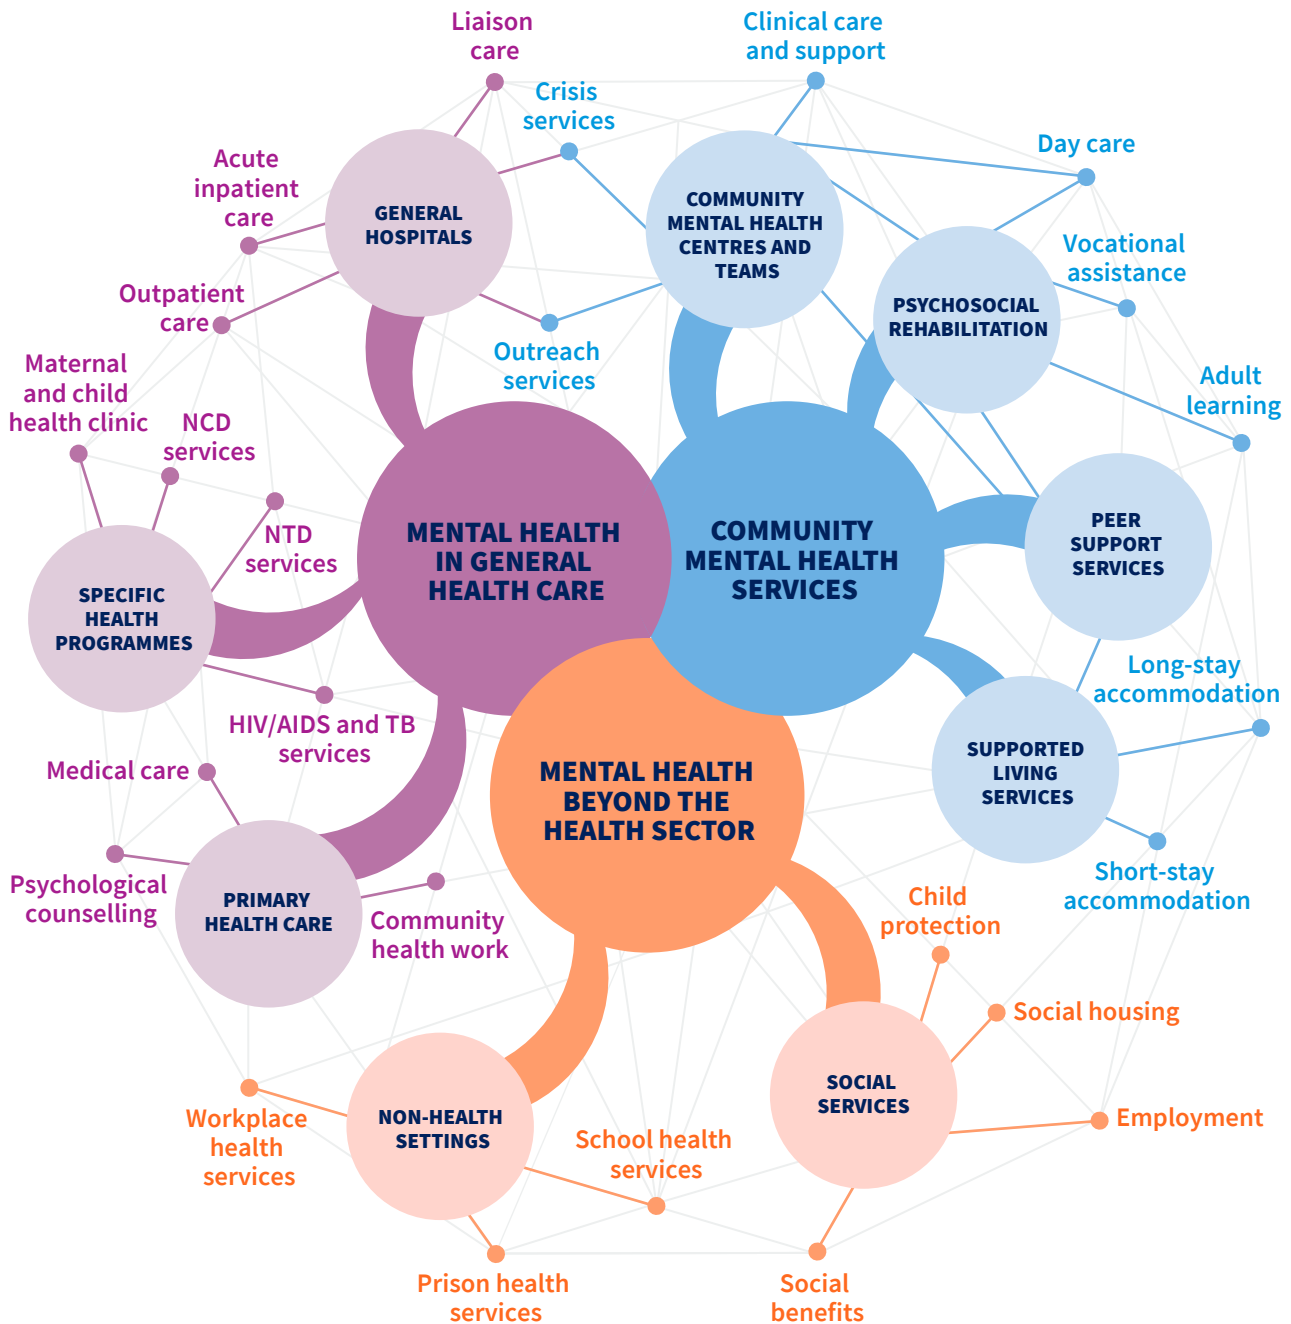 Liaison
care
Clinical care
and support
Crisis
services
Day care
Acute
inpatient
care
GENERAL
HOSPITALS
COMMUNITY
MENTAL HEALTH
CENTRES AND
TEAMS
Vocational
assistance
Outpatient
care
PSYCHOSOCIAL
REHABILITATION
Outreach
services
Maternal
and child
health clinic
NCD
services
Adult
learning
NTD
services
MENTAL HEALTH
IN GENERAL
HEALTH CARE
COMMUNITY
MENTAL HEALTH
SERVICES
PEER
SUPPORT
SERVICES
SPECIFIC
HEALTH
PROGRAMMES
Long-stay
accommodation
HIV/AIDS and TB
services
Medical care
MENTAL HEALTH
BEYOND THE
HEALTH SECTOR
SUPPORTED
LIVING
SERVICES
Psychological
counselling
PRIMARY
HEALTH CARE
Community
health work
Short-stay
accommodation
Child
protection
Social housing
Workplace
health
services
NON-HEALTH
SETTINGS
School health
services
SOCIAL
SERVICES
Employment
Prison health
services
Social
benefits